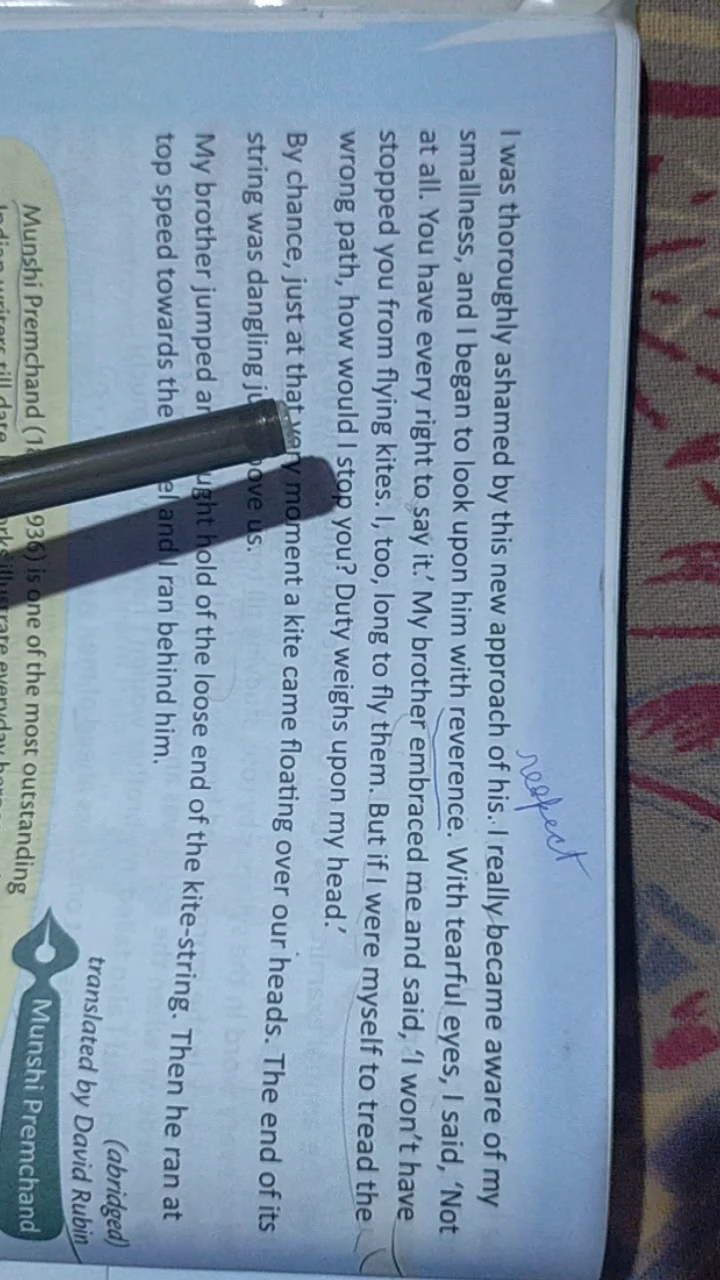 respect
I was thoroughly ashamed by this new approach of his. I really became aware of my
smallness, and I began to look upon him with reverence. With tearful eyes, I said, ‘Not
at all. You have every right to say it.’ My brother embraced me and said, ‘I won’t have
stopped you from flying kites. I, too, long to fly them. But if I were myself to tread the
wrong path, how would I stop you? Duty weighs upon my head.’
By chance, just at that very moment a kite came floating over our heads. The end of its
string was dangling us.
My brother jumped hold of the loose end of the kite-string. Then he ran at
top speed towards the and I ran behind him.
(abridged)
translated by David Rubin
Munshi Premchand
Munshi Premchand 936) is one of the most outstanding